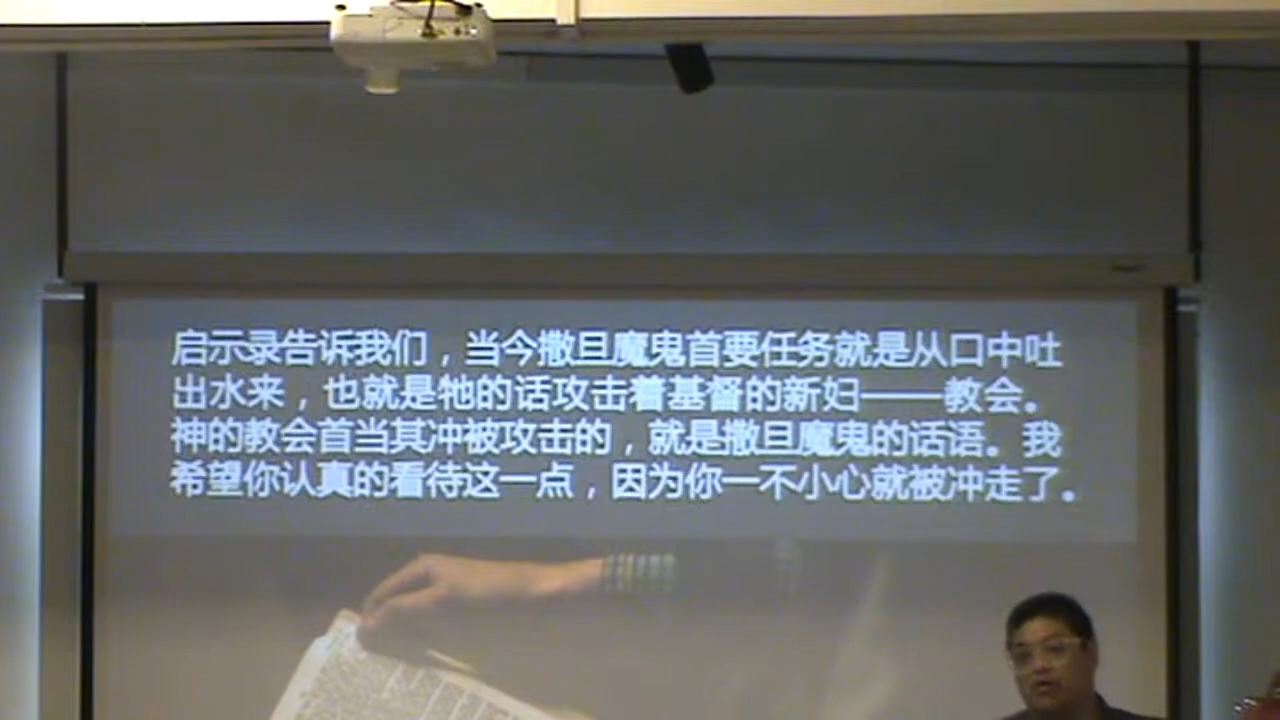 启示录告诉我们，当今撒旦魔鬼首要任务就是从口中吐
出水来，也就是牠的话攻击着基督的新妇——教会。
神的教会首当其冲被攻击的，就是撒旦魔鬼的话语。我
希望你认真的看待这一点，因为你一不小心就被冲走了。